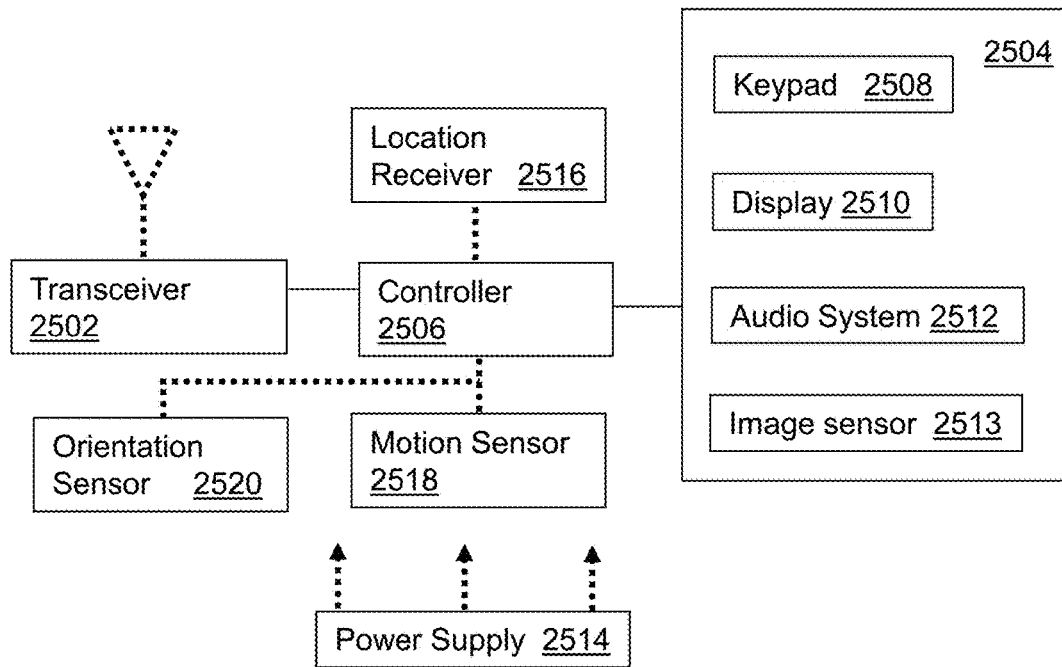 2504
Keypad 2508
Location
Receiver 2516
Display 2510
Transceiver
2502
Controller
2506
Audio System 2512
Image sensor 2513
Orientation
Sensor 2520
Motion Sensor
2518
Power Supply 2514